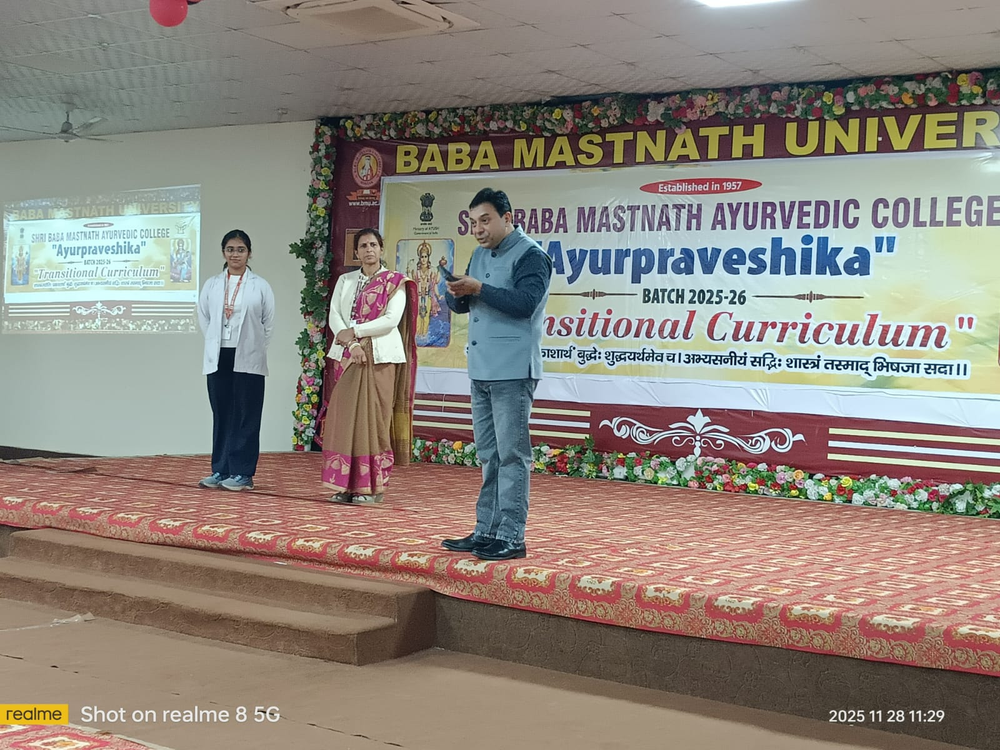 BABA MASTNATH UNIVER
Established in 1957
www.bmu.ac.
Ministry of AYUSH
Government of India
BABA MASTNATH AYURVEDIC COLLEGE
Ayurpraveshika"
BATCH 2025-26
nsitional Curriculum"
बुद्धेः शुद्धयर्थमेव च। अभ्यसनीयं सद्भिः शास्त्रं तस्माद् भिषजा सदा।।
BABA MASTNATH UNIVERSITY
SHRI BABA MASTNATH AYURVEDIC COLLEGE
"Ayurpraveshika"
BATCH 2025-26
"Transitional Curriculum"
realme Shot on realme 8 5G
2025 11 28 11:29